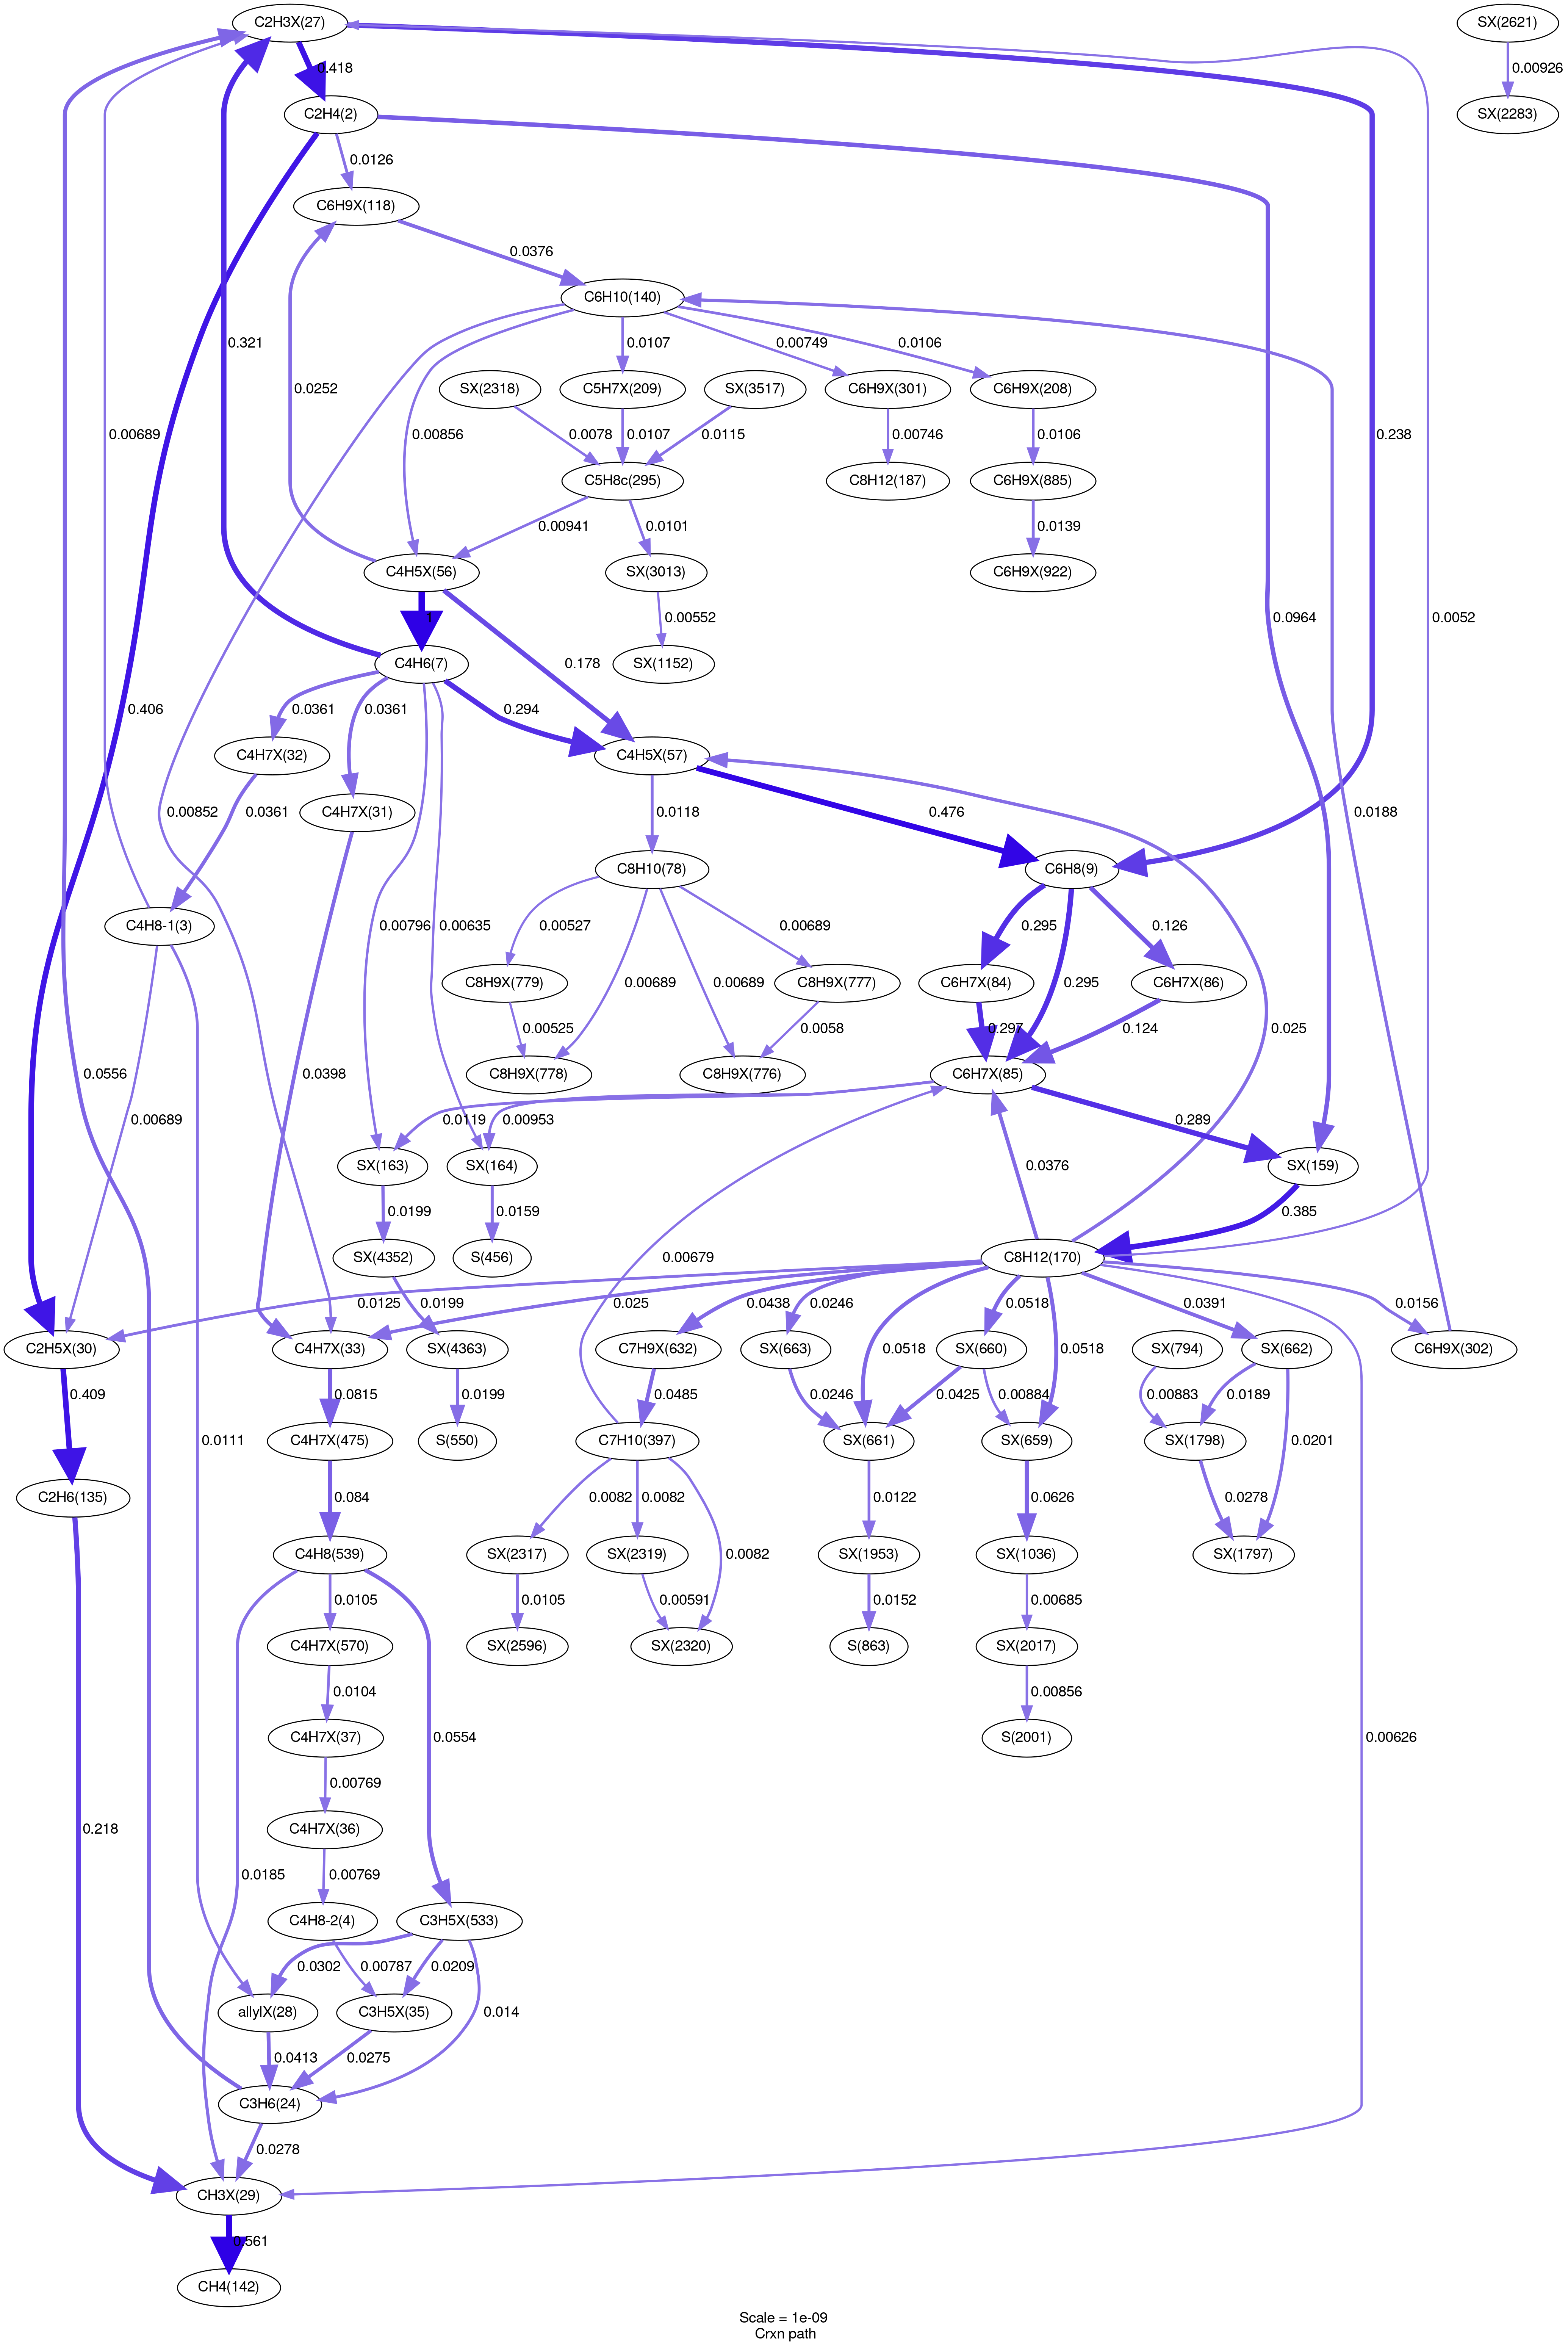 C2H3X(27)
SX(2621)
0.418
0.00926
C2H4(2)
SX(2283)
0.0126
C6H9X(118)
0.0376
C6H10(140)
0.321
0.0107
0.00749
0.0106
SX(2318)
C5H7X(209)
SX(3517)
C6H9X(301)
C6H9X(208)
0.0252
0.00689
0.00856
0.0078
0.0107
0.0115
0.00746
0.0106
0.238
C5H8c(295)
C8H12(187)
C6H9X(885)
0.00941
0.0101
0.0139
0.0964
0.0052
C4H5X(56)
SX(3013)
C6H9X(922)
1
0.00552
C4H6(7)
SX(1152)
0.178
0.406
0.0361
0.0361
0.294
C4H7X(32)
C4H5X(57)
0.0188
0.00852
0.0361
C4H7X(31)
0.0118
0.476
C8H10(78)
C6H8(9)
C4H8-1(3)
0.00796
0.00635
0.00527
0.00689
0.295
0.126
C8H9X(779)
0.00689
0.00689
C8H9X(777)
C6H7X(84)
0.295
C6H7X(86)
0.00525
0.0058
0.297
0.124
0.025
0.0556
0.0398
C8H9X(778)
C8H9X(776)
C6H7X(85)
0.00689
0.0119
0.00953
0.289
SX(163)
SX(164)
0.0376
SX(159)
0.0199
0.0159
0.385
SX(4352)
S(456)
0.00679
C8H12(170)
0.0125
0.0199
0.025
0.0438
0.0246
0.0518
0.0391
0.0156
C2H5X(30)
C4H7X(33)
SX(4363)
C7H9X(632)
SX(663)
0.0518
SX(660)
0.0518
SX(794)
SX(662)
C6H9X(302)
0.409
0.0815
0.0199
0.0485
0.0246
0.0425
0.00884
0.00883
0.0189
0.0111
C4H7X(475)
S(550)
C7H10(397)
SX(661)
SX(659)
SX(1798)
0.0201
C2H6(135)
0.084
0.0082
0.0082
0.0122
0.0626
0.0278
C4H8(539)
SX(2317)
SX(2319)
0.0082
SX(1953)
SX(1036)
SX(1797)
0.0105
0.0105
0.00591
0.0152
0.00685
C4H7X(570)
SX(2596)
SX(2320)
S(863)
SX(2017)
0.0104
0.00856
0.00626
C4H7X(37)
0.0554
S(2001)
0.00769
0.218
C4H7X(36)
0.0185
0.00769
C4H8-2(4)
C3H5X(533)
0.0302
0.00787
0.0209
allylX(28)
C3H5X(35)
0.014
0.0413
0.0275
C3H6(24)
0.0278
CH3X(29)
0.561
CH4(142)
Scale = 1e-09
Crxn path